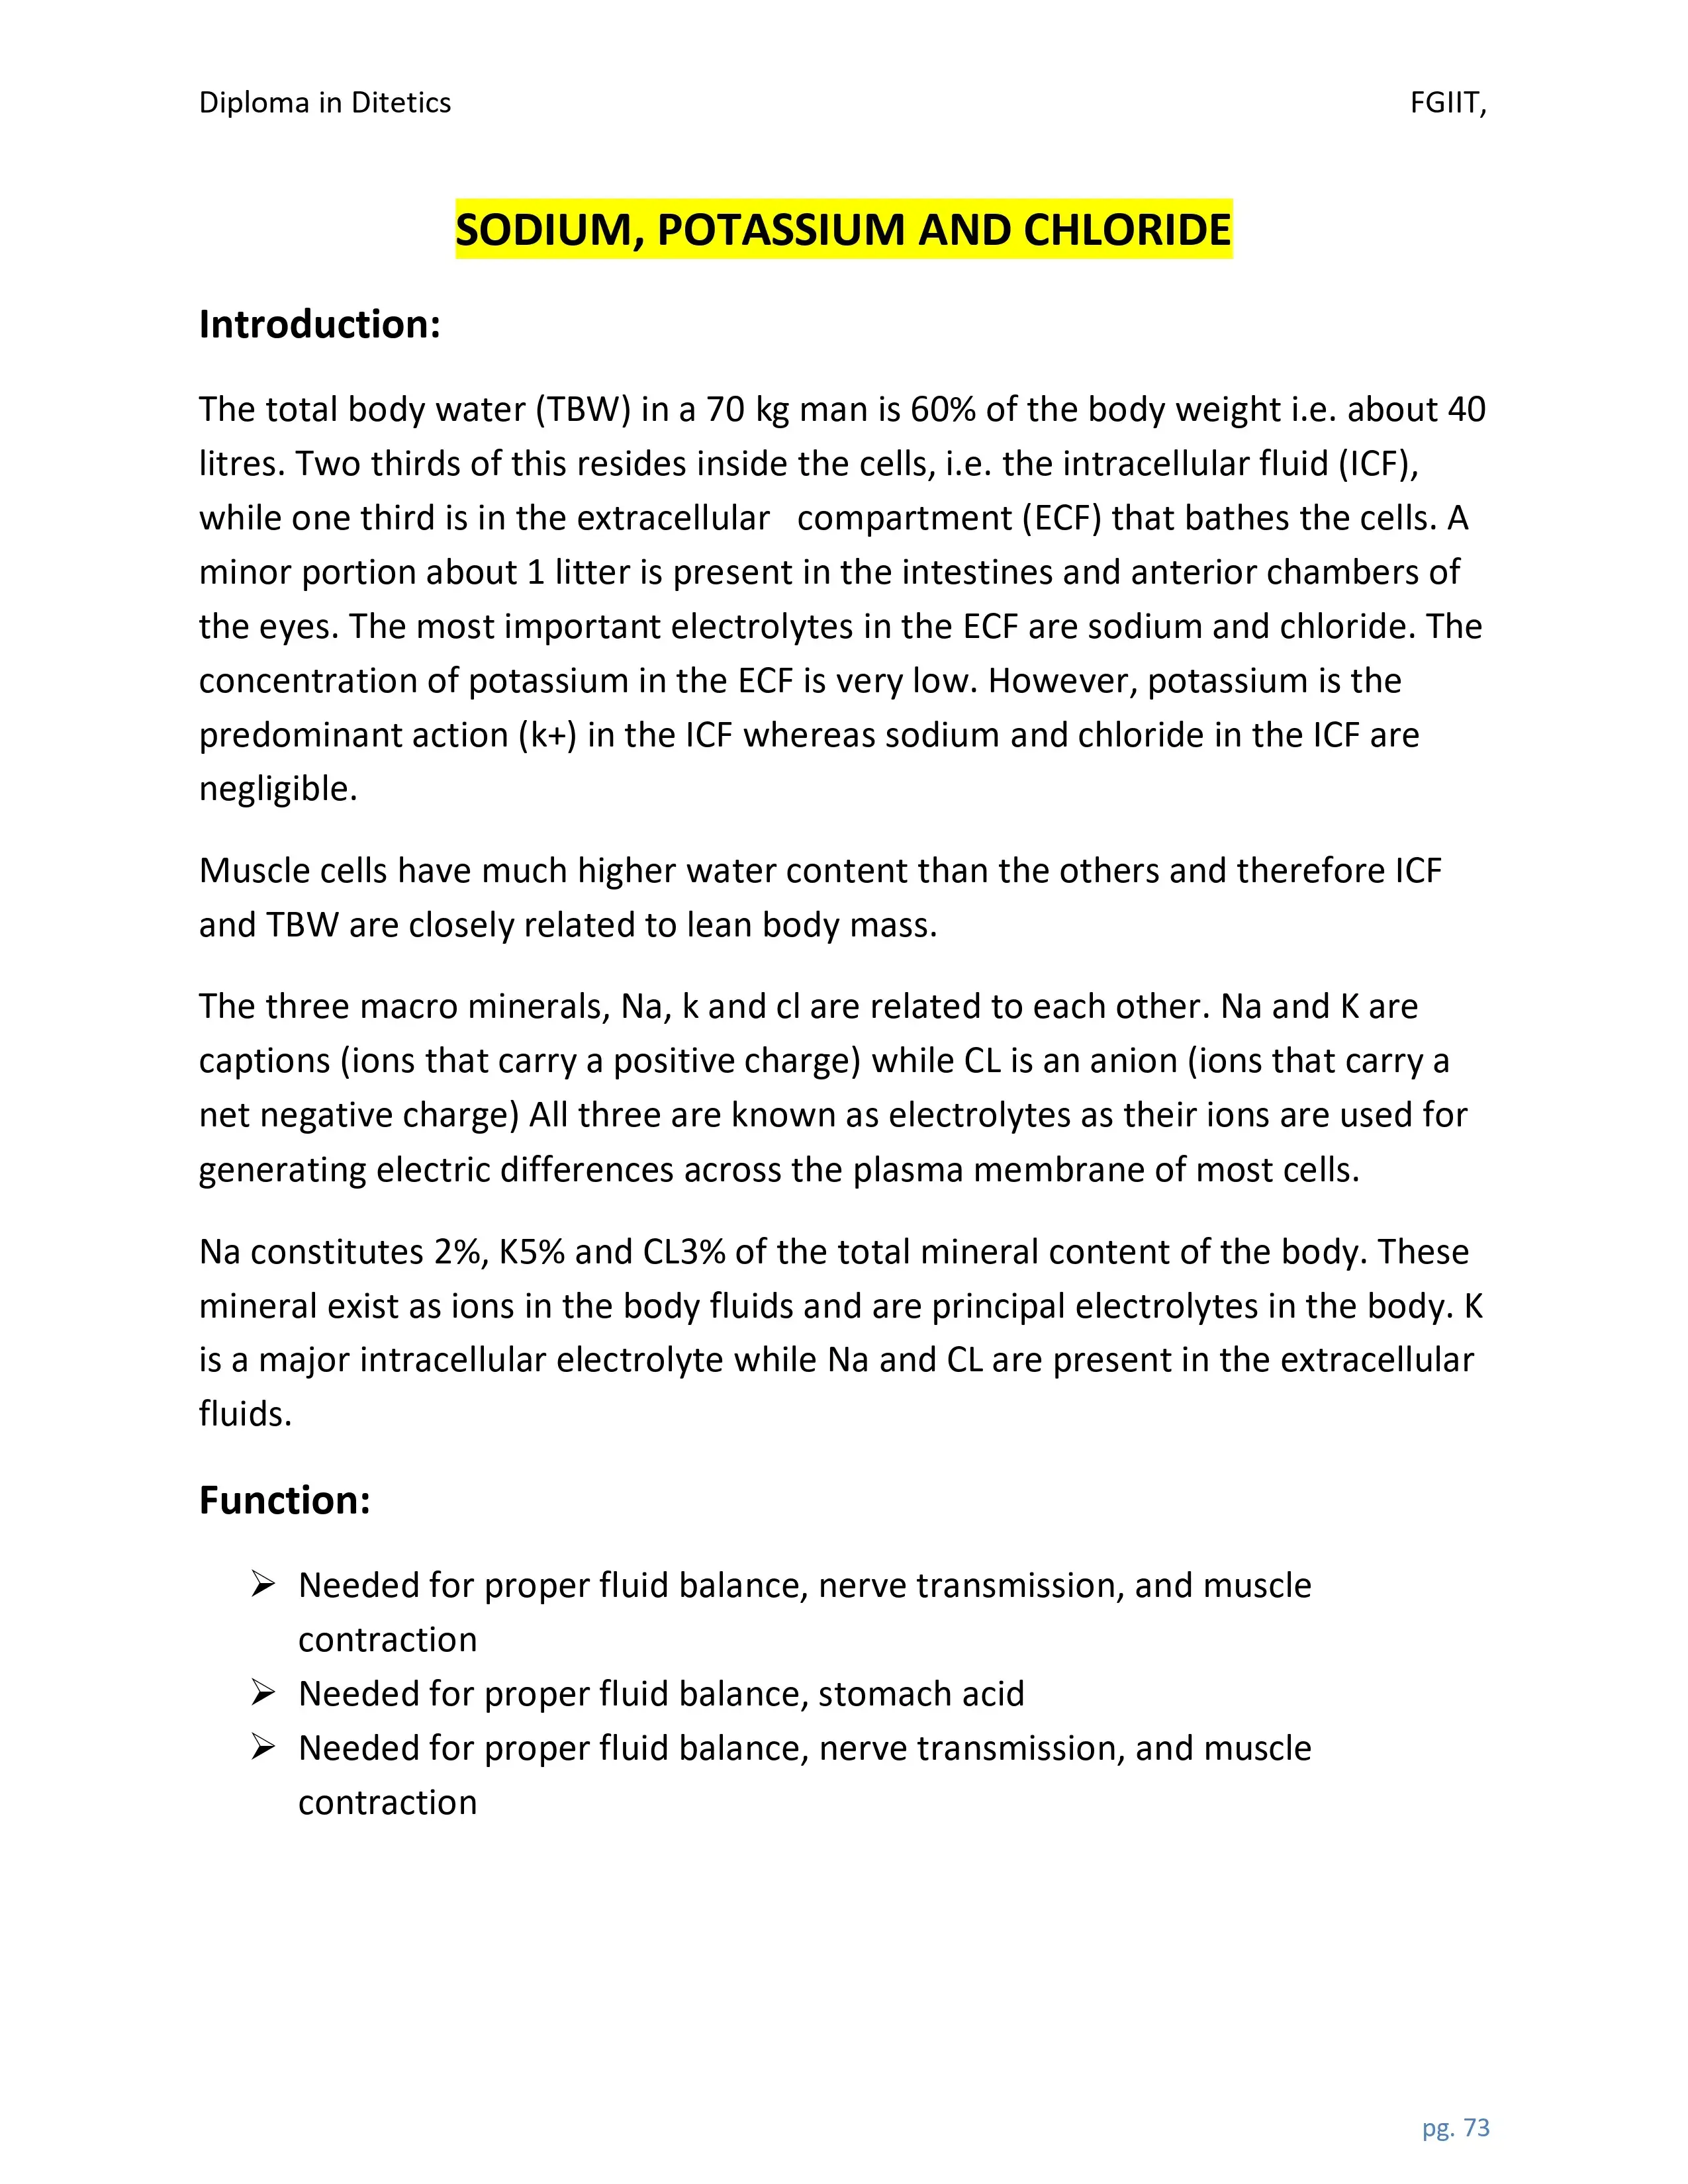 Diploma in Ditetics FGIIT,
SODIUM, POTASSIUM AND CHLORIDE
Introduction:
The total body water (TBW) in a 70 kg man is 60% of the body weight i.e. about 40
litres. Two thirds of this resides inside the cells, i.e. the intracellular fluid (ICF),
while one third is in the extracellular compartment (ECF) that bathes the cells. A
minor portion about 1 litter is present in the intestines and anterior chambers of
the eyes. The most important electrolytes in the ECF are sodium and chloride. The
concentration of potassium in the ECF is very low. However, potassium is the
predominant action (k+) in the ICF whereas sodium and chloride in the ICF are
negligible.
Muscle cells have much higher water content than the others and therefore ICF
and TBW are closely related to lean body mass.
The three macro minerals, Na, k and cl are related to each other. Na and K are
captions (ions that carry a positive charge) while CL is an anion (ions that carry a
net negative charge) All three are known as electrolytes as their ions are used for
generating electric differences across the plasma membrane of most cells.
Na constitutes 2%, K5% and CL3% of the total mineral content of the body. These
mineral exist as ions in the body fluids and are principal electrolytes in the body. K
is a major intracellular electrolyte while Na and CL are present in the extracellular
fluids.
Function:
➢ Needed for proper fluid balance, nerve transmission, and muscle
contraction
➢ Needed for proper fluid balance, stomach acid
➢ Needed for proper fluid balance, nerve transmission, and muscle
contraction
pg. 73